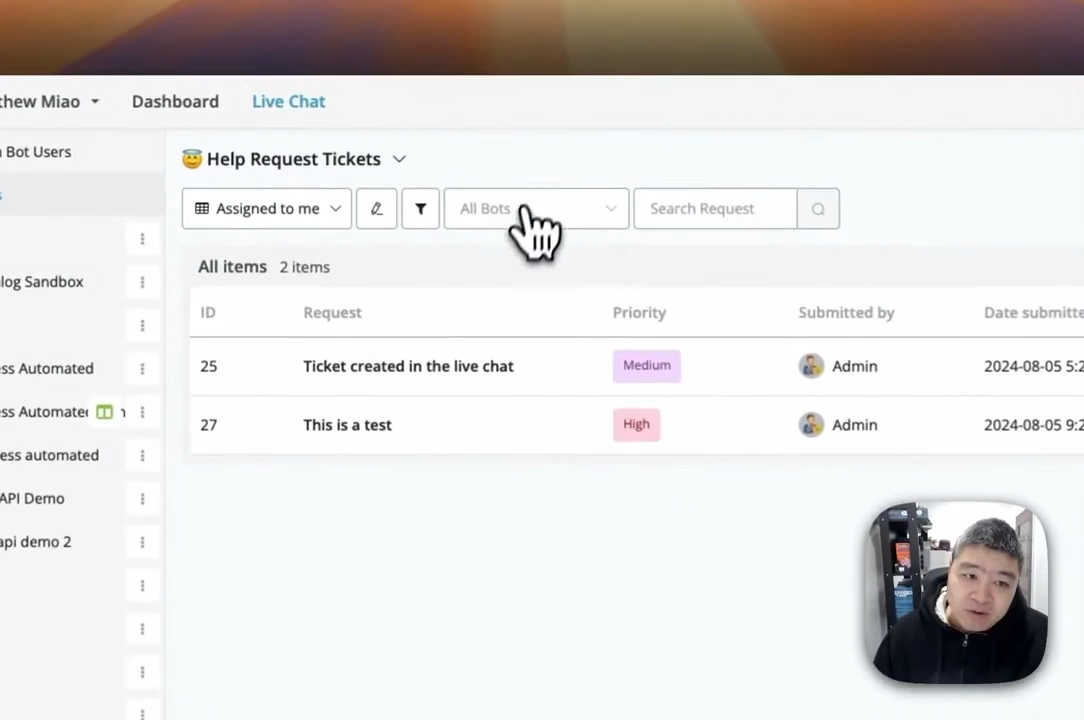 thew Miao Dashboard Live Chat
Bot Users
Help Request Tickets
Assigned to me All Bots Search Request
All items 2 items
log Sandbox
ID Request Priority Submitted by Date submitte
25 Ticket created in the live chat Medium Admin 2024-08-05 5:2
ss Automated
ss Automated
27 This is a test High Admin 2024-08-05 9:2
ess automated
API Demo
api demo 2